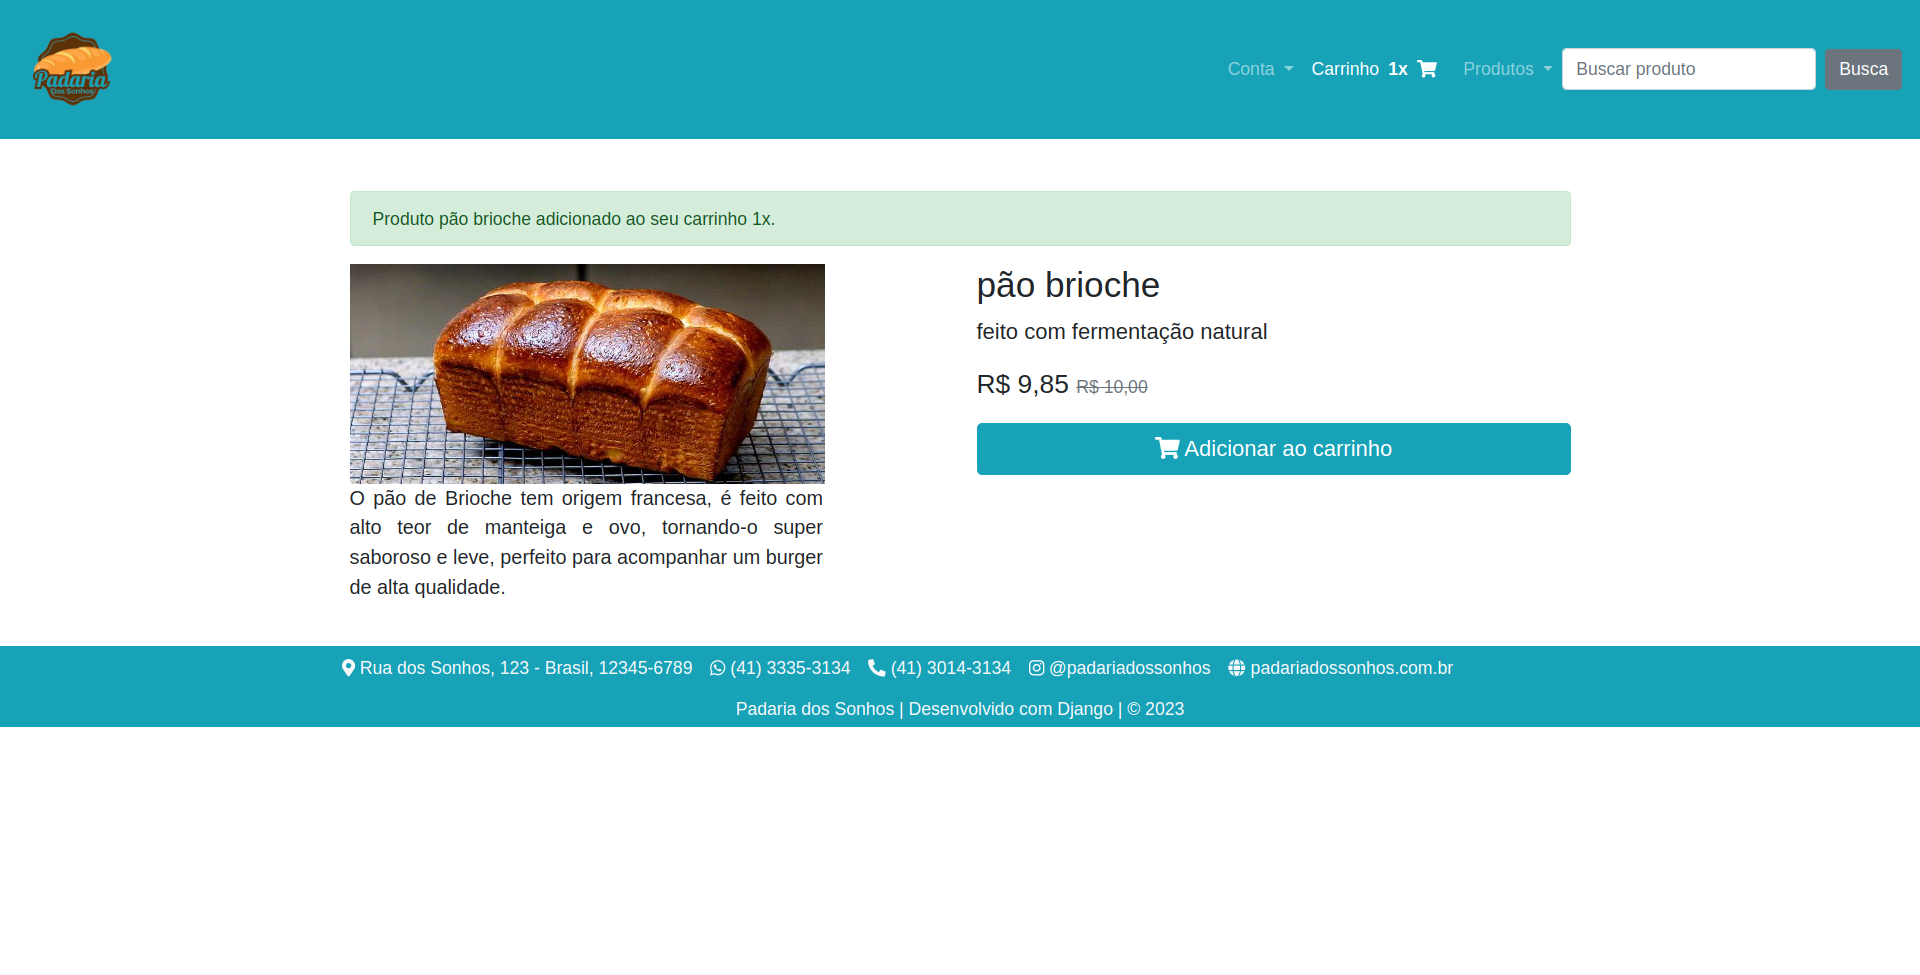 Padaria
Dos Sonhos
Conta
Carrinho 1x
Produtos
Buscar produto
Busca
Produto pão brioche adicionado ao seu carrinho 1x.
pão brioche
feito com fermentação natural
R$ 9,85 R$ 10,00
Adicionar ao carrinho
O pão de Brioche tem origem francesa, é feito com
alto teor de manteiga e ovo, tornando-o super
saboroso e leve, perfeito para acompanhar um burger
de alta qualidade.
Rua dos Sonhos, 123 - Brasil, 12345-6789 (41) 3335-3134 (41) 3014-3134 @padariadossonhos padariadossonhos.com.br
Padaria dos Sonhos | Desenvolvido com Django | © 2023